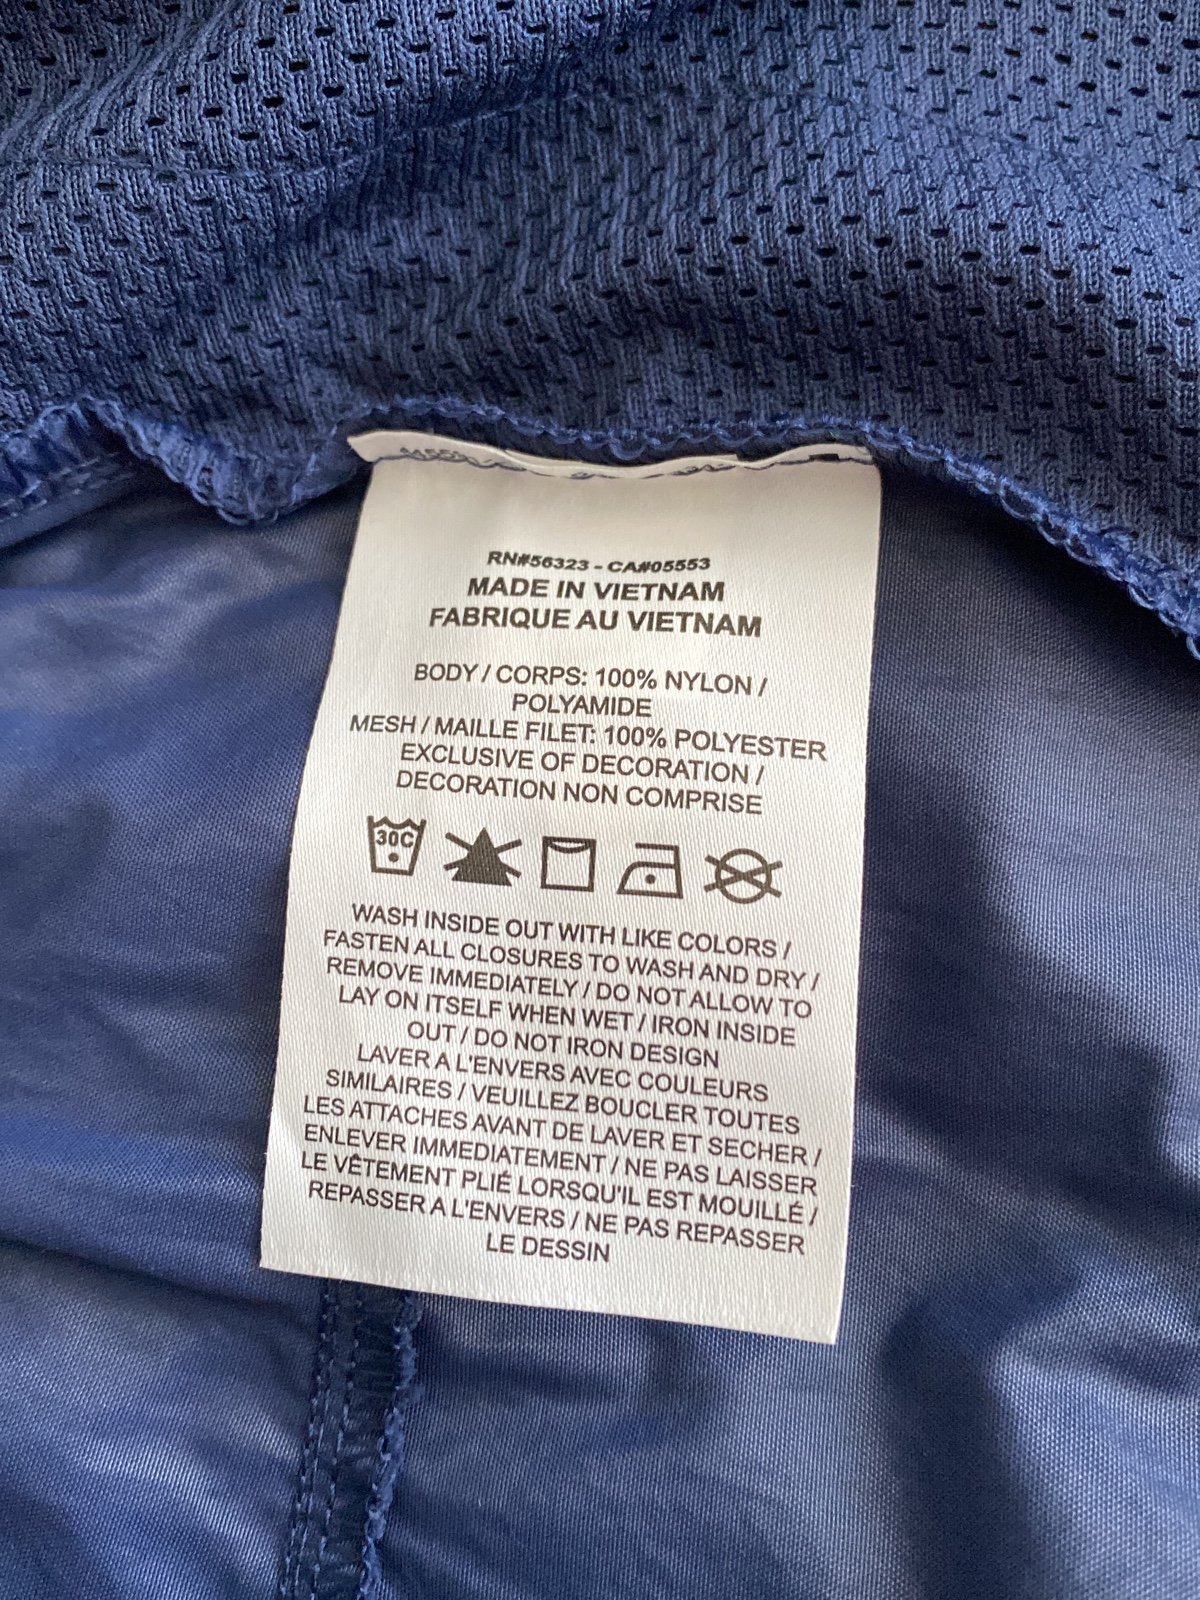 RN#56323 - CA#05553
MADE IN VIETNAM
FABRIQUE AU VIETNAM
BODY / CORPS: 100% NYLON /
POLYAMIDE
MESH / MAILLE FILET: 100% POLYESTER
EXCLUSIVE OF DECORATION /
DECORATION NON COMPRISE
30C
WASH INSIDE OUT WITH LIKE COLORS /
FASTEN ALL CLOSURES TO WASH AND DRY /
REMOVE IMMEDIATELY / DO NOT ALLOW TO
LAY ON ITSELF WHEN WET / IRON INSIDE
OUT / DO NOT IRON DESIGN
LAVER A L'ENVERS AVEC COULEURS
SIMILAIRES / VEUILLEZ BOUCLER TOUTES
LES ATTACHES AVANT DE LAVER ET SECHER /
ENLEVER IMMEDIATEMENT / NE PAS LAISSER
LE VÊTEMENT PLIÉ LORSQU'IL EST MOUILLÉ /
REPASSER A L'ENVERS / NE PAS REPASSER
LE DESSIN